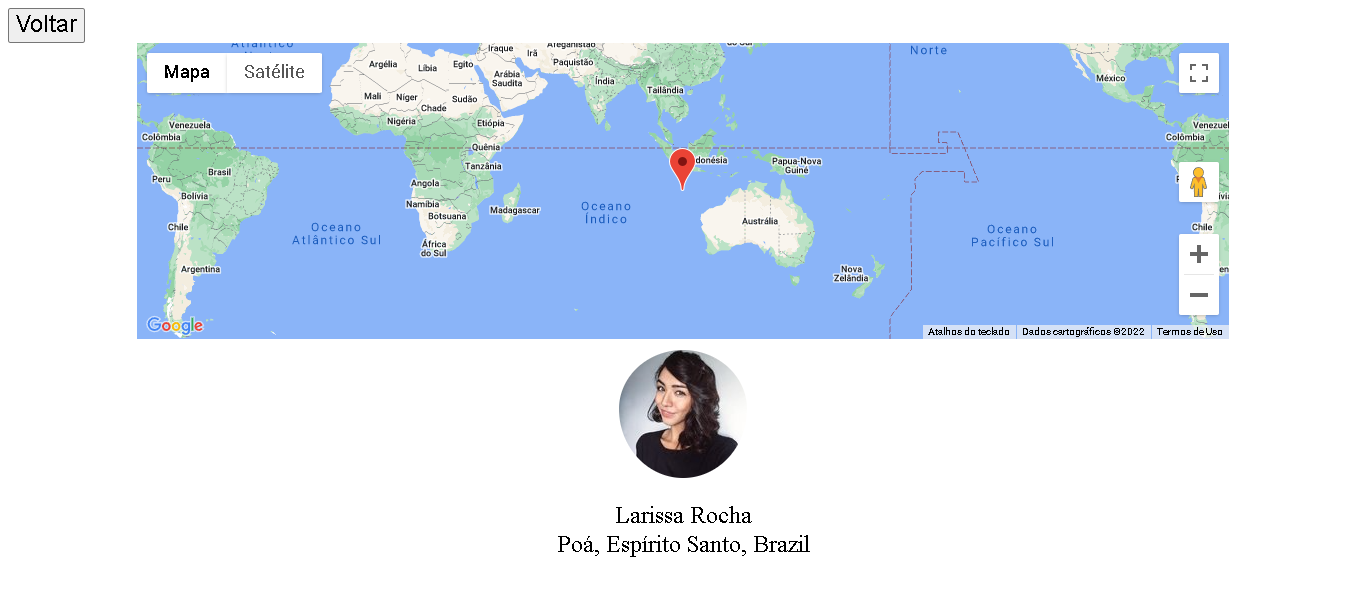 Voltar
Atlântico
Norte
Iraque
Afeganistão
Irã
Paquistão
Argélia
Líbia
Egito
Arábia
Saudita
Índia
México
Mali
Níger
Sudão
Chade
Tailândia
Nigéria
Etiópia
Venezuela
Colômbia
Quênia
Tanzânia
donésia
Papua-Nova
Guiné
Peru
Brasil
Bolívia
Angola
Namíbia
Botsuana
Madagascar
Oceano
Índico
Austrália
Chile
Oceano
Atlântico Sul
África
do Sul
Oceano
Pacífico Sul
Argentina
Nova
Zelândia
Venezuel
Colômbia
Chile
Mapa
Satélite
Google
Atalhos do teclado
Dados cartográficos ©2022
Termos de Uso
Larissa Rocha
Poá, Espírito Santo, Brazil